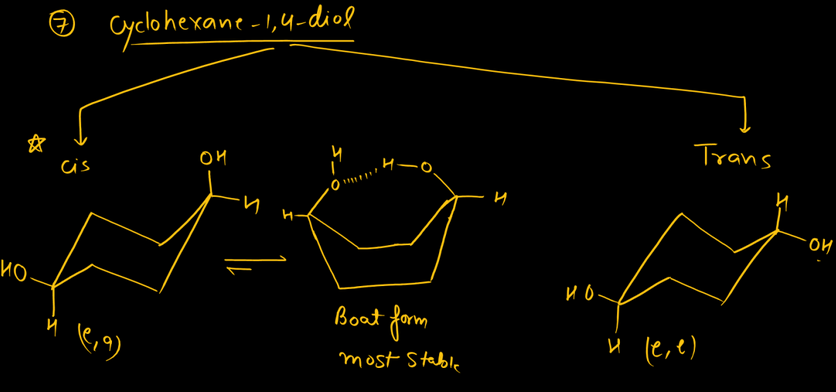 ⑦ Cyclohexane-1,4-diol
☆ cis
Trans
OH
H
HO
H
(e,a)
H
O
H-O
H
H
Boat form
most stable
H
OH
HO
H
(e,e)